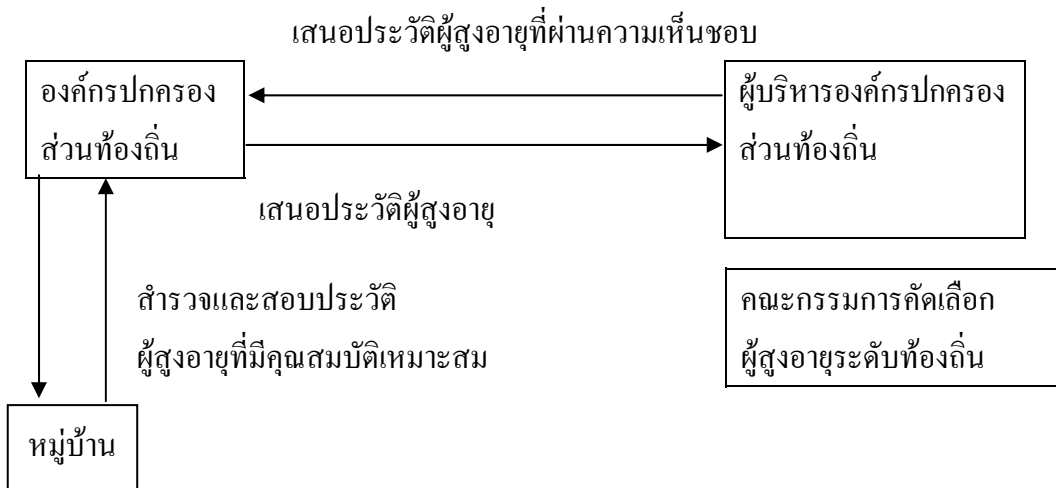 เสนอประวัติผู้สูงอายุที่ผ่านความเห็นชอบ
องค์กรปกครอง
ส่วนท้องถิ่น
ผู้บริหารองค์กรปกครอง
ส่วนท้องถิ่น
เสนอประวัติผู้สูงอายุ
สำรวจและสอบประวัติ
ผู้สูงอายุที่มีคุณสมบัติเหมาะสม
คณะกรรมการคัดเลือก
ผู้สูงอายุระดับท้องถิ่น
หมู่บ้าน